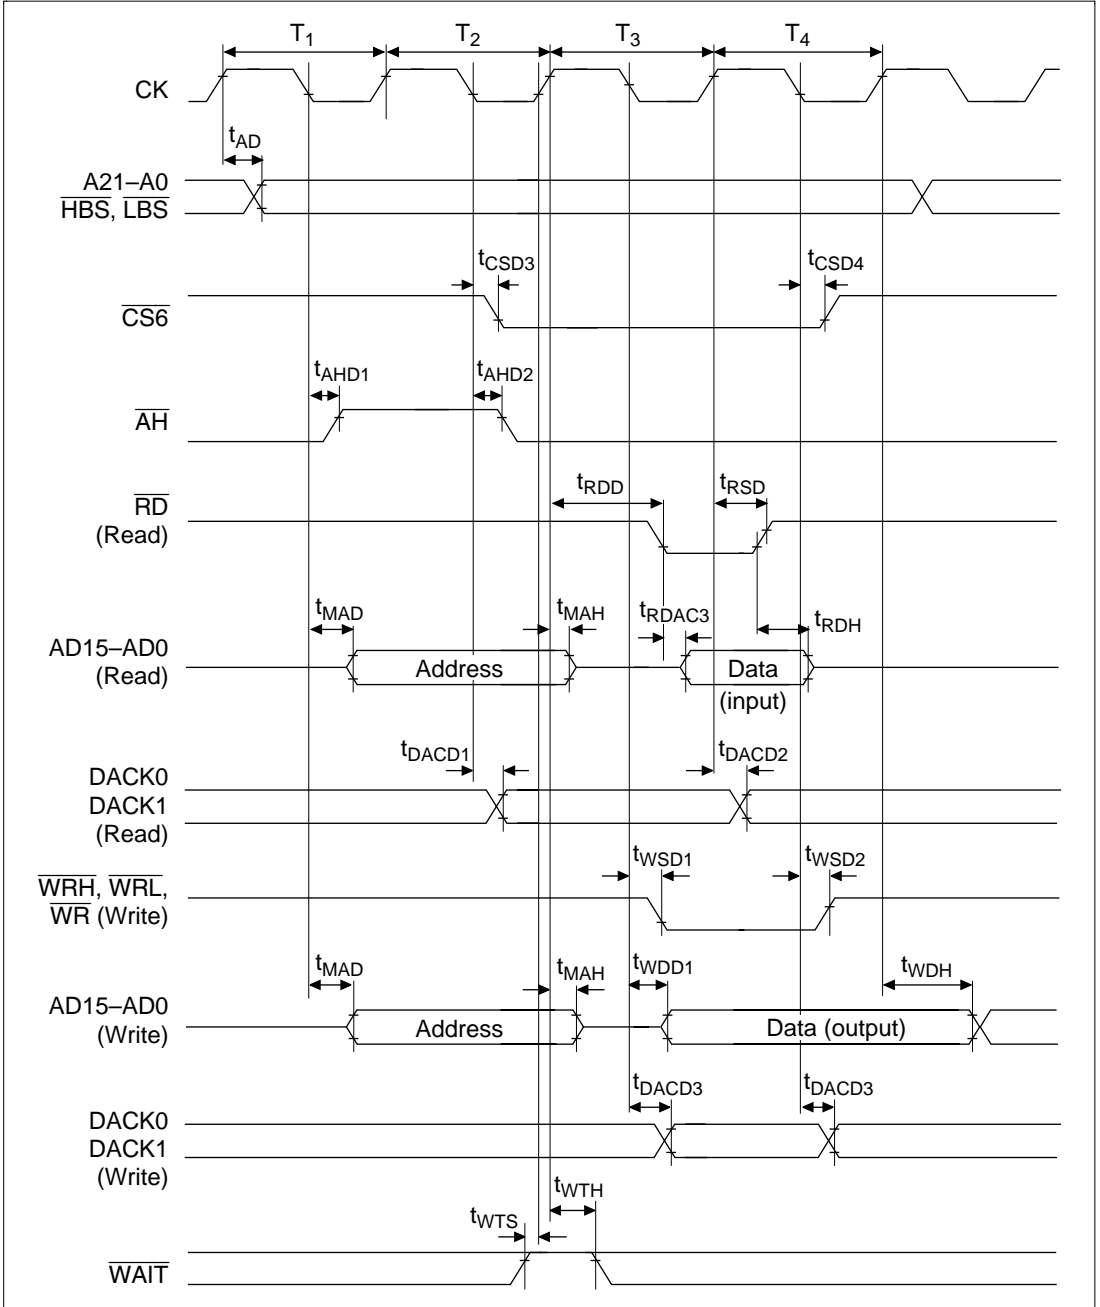 T1 T2 T3 T4
CK
tAD
A21–A0
HBS, LBS
tCSD3 tCSD4
CS6
tAHD1 tAHD2
AH
tRDD tRSD
RD
(Read)
tMAD tMAH tRDAC3 tRDH
AD15–AD0
(Read)
Address Data
(input)
tDACD1 tDACD2
DACK0
DACK1
(Read)
tWSD1 tWSD2
WRH, WRL,
WR (Write)
tMAD tMAH tWDD1 tWDH
AD15–AD0
(Write)
Address Data (output)
tDACD3 tDACD3
DACK0
DACK1
(Write)
tWTH
tWTS
WAIT